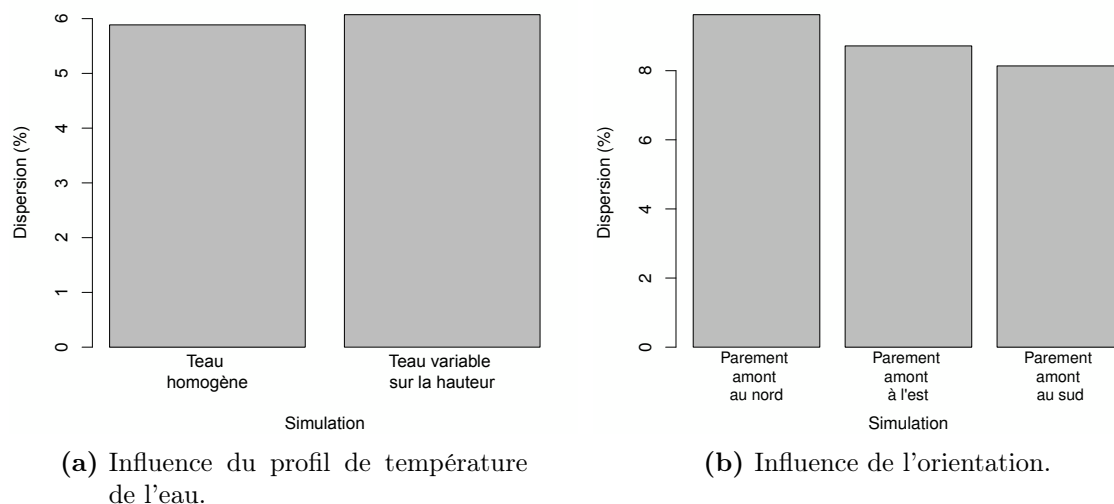 Dispersion (%)
0
1
2
3
4
5
6
Teau
homogène
Teau variable
sur la hauteur
Simulation
(a) Influence du profil de température
de l'eau.
Dispersion (%)
0
2
4
6
8
Parement
amont
au nord
Parement
amont
à l'est
Parement
amont
au sud
Simulation
(b) Influence de l'orientation.